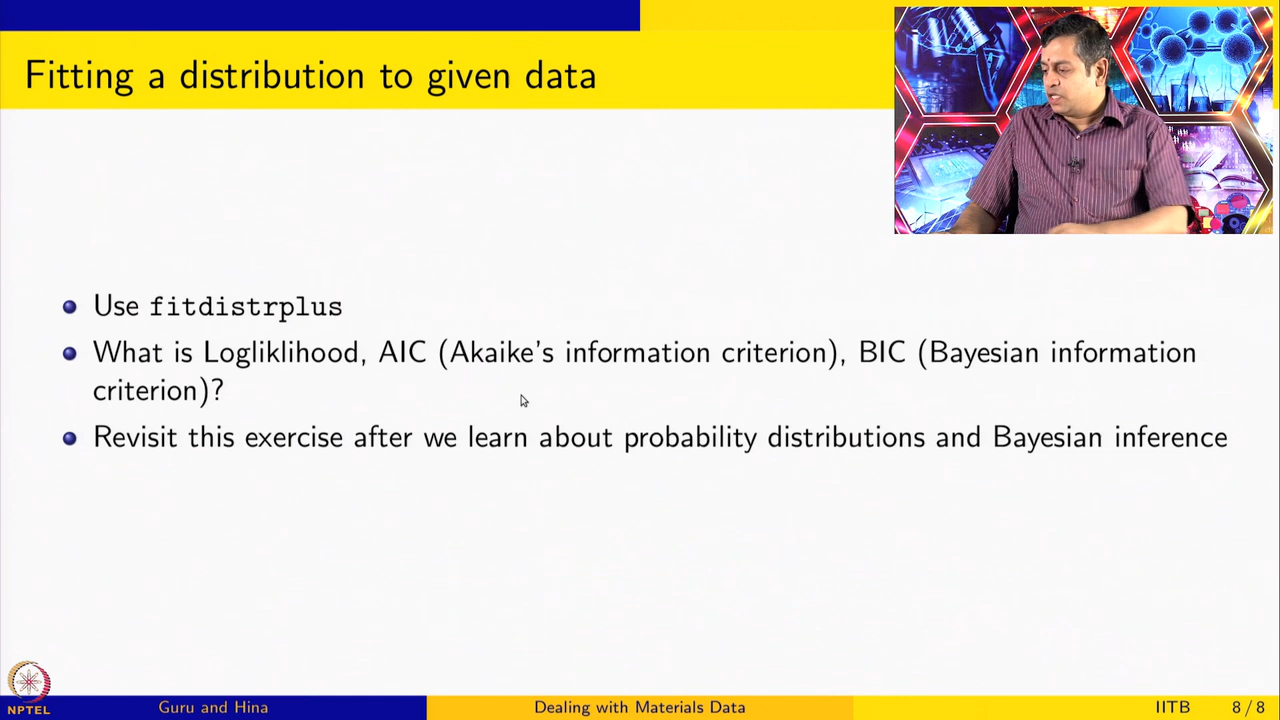 Fitting a distribution to given data
Use fitdistrplus
What is Logliklihood, AIC (Akaike's information criterion), BIC (Bayesian information
criterion)?
Revisit this exercise after we learn about probability distributions and Bayesian inference
NPTEL
Guru and Hina
Dealing with Materials Data
IITB
8 / 8